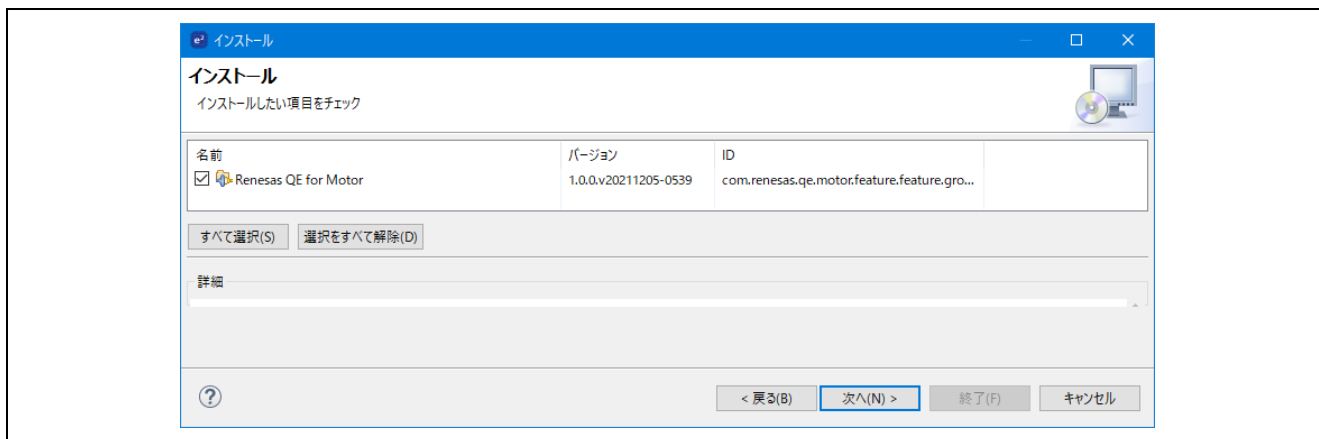 e² インストール
インストール
インストールしたい項目をチェック
名前 バージョン ID
Renesas QE for Motor 1.0.0.v20211205-0539 com.renesas.qe.motor.feature.feature.gro...
すべて選択(S) 選択をすべて解除(D)
詳細
< 戻る(B) 次へ(N) > 終了(F) キャンセル